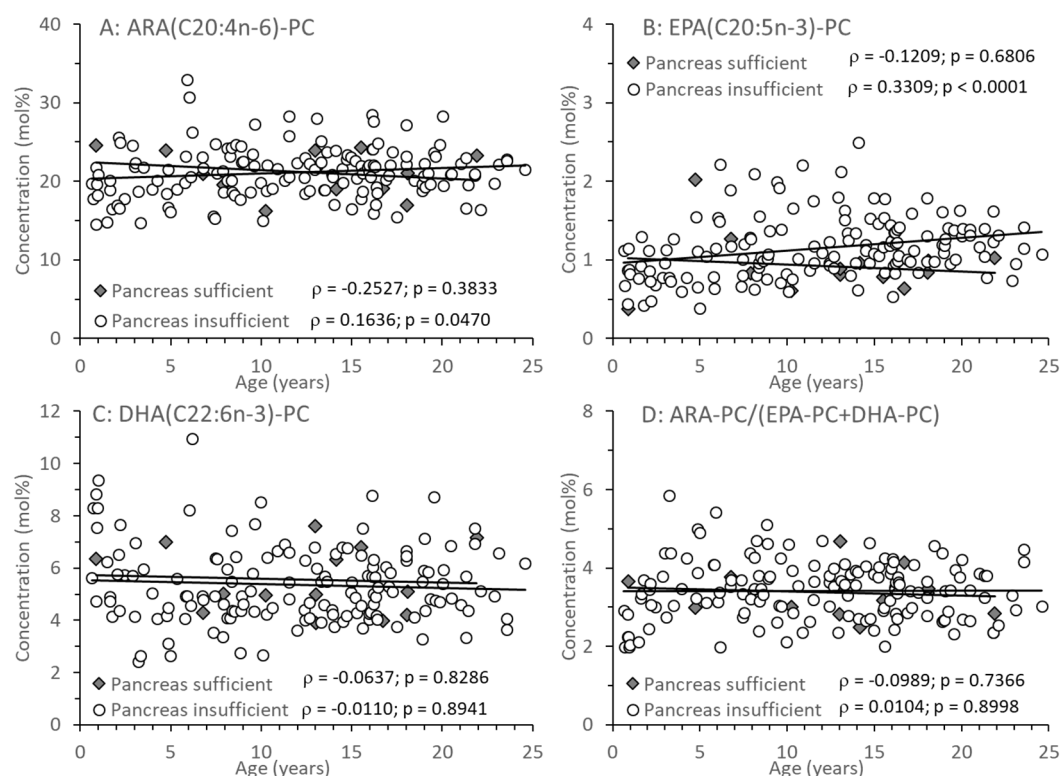 A: ARA(C20:4n-6)-PC
Concentration (mol%)
40
30
20
10
0
Pancreas sufficient
ρ = -0.2527; p = 0.3833
Pancreas insufficient
ρ = 0.1636; p = 0.0470
0 5 10 15 20 25
Age (years)
B: EPA(C20:5n-3)-PC
Concentration (mol%)
4
3
2
1
0
Pancreas sufficient
ρ = -0.1209; p = 0.6806
Pancreas insufficient
ρ = 0.3309; p < 0.0001
0 5 10 15 20 25
Age (years)
C: DHA(C22:6n-3)-PC
Concentration (mol%)
12
10
8
6
4
2
0
Pancreas sufficient
ρ = -0.0637; p = 0.8286
Pancreas insufficient
ρ = -0.0110; p = 0.8941
0 5 10 15 20 25
Age (years)
D: ARA-PC/(EPA-PC+DHA-PC)
Concentration (mol%)
8
6
4
2
0
Pancreas sufficient
ρ = -0.0989; p = 0.7366
Pancreas insufficient
ρ = 0.0104; p = 0.8998
0 5 10 15 20 25
Age (years)